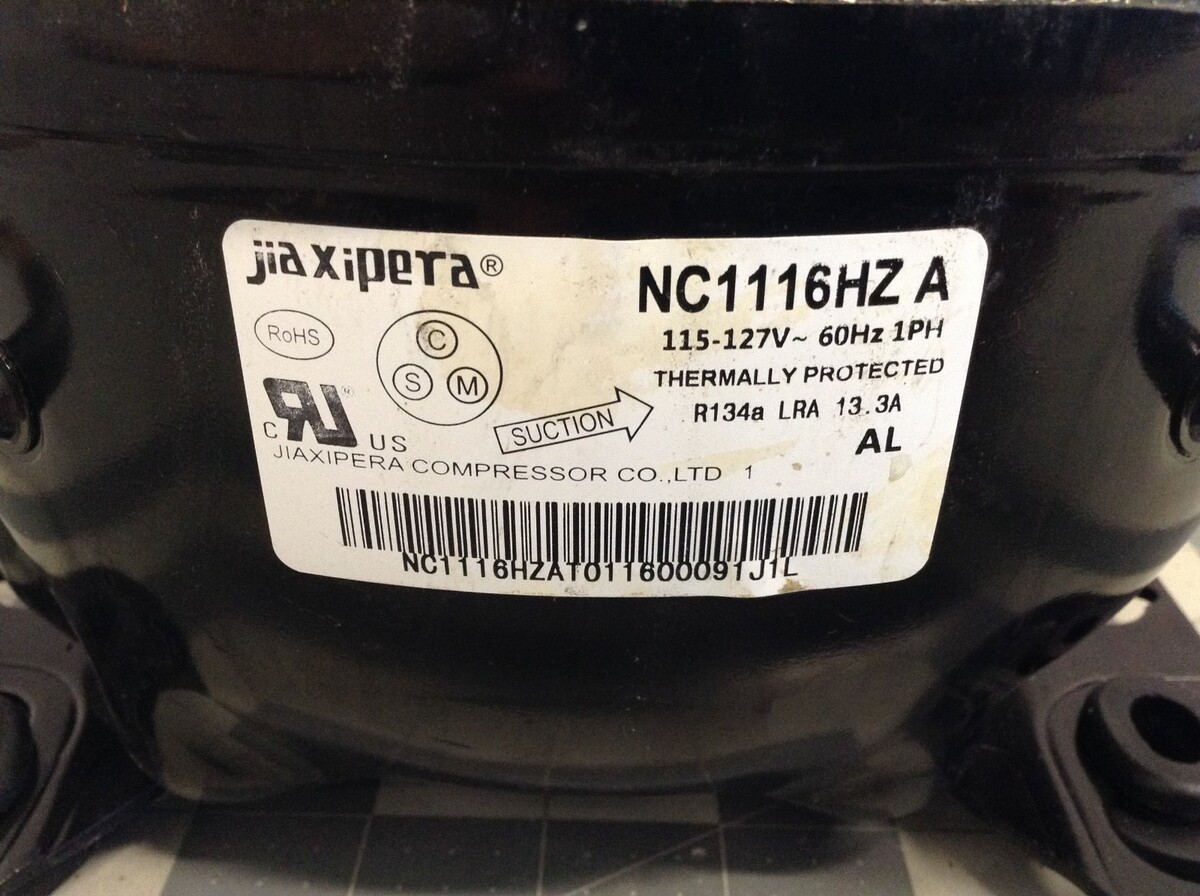 jiaxipera®
NC1116HZ A
115-127V~ 60Hz 1PH
THERMALLY PROTECTED
R134a LRA 13.3A
AL
RoHS
C
S M
SUCTION
C RU® US
JIAXIPERA COMPRESSOR CO.,LTD 1
NC1116HZAT011600091J1L